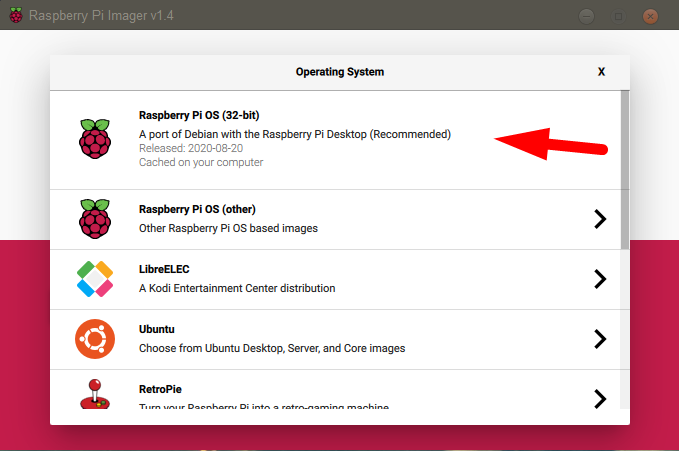 Raspberry Pi Imager v1.4
Operating System
X
Raspberry Pi OS (32-bit)
A port of Debian with the Raspberry Pi Desktop (Recommended)
Released: 2020-08-20
Cached on your computer
Raspberry Pi OS (other)
Other Raspberry Pi OS based images
LibreELEC
A Kodi Entertainment Center distribution
Ubuntu
Choose from Ubuntu Desktop, Server, and Core images
RetroPie
Turn your Raspberry Pi into a retro-gaming machine